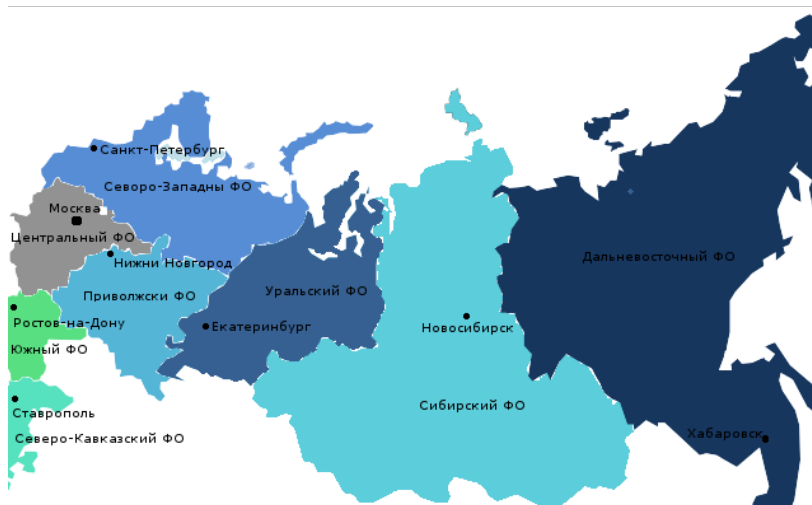 Санкт-Петербург
Северо-Западны ФО
Москва
Центральный ФО
Нижни Новгород
Дальневосточный ФО
Приволжски ФО
Уральский ФО
Ростов-на-Дону
Екатеринбург
Новосибирск
Южный ФО
Сибирский ФО
Ставрополь
Северо-Кавказский ФО
Хабаровск